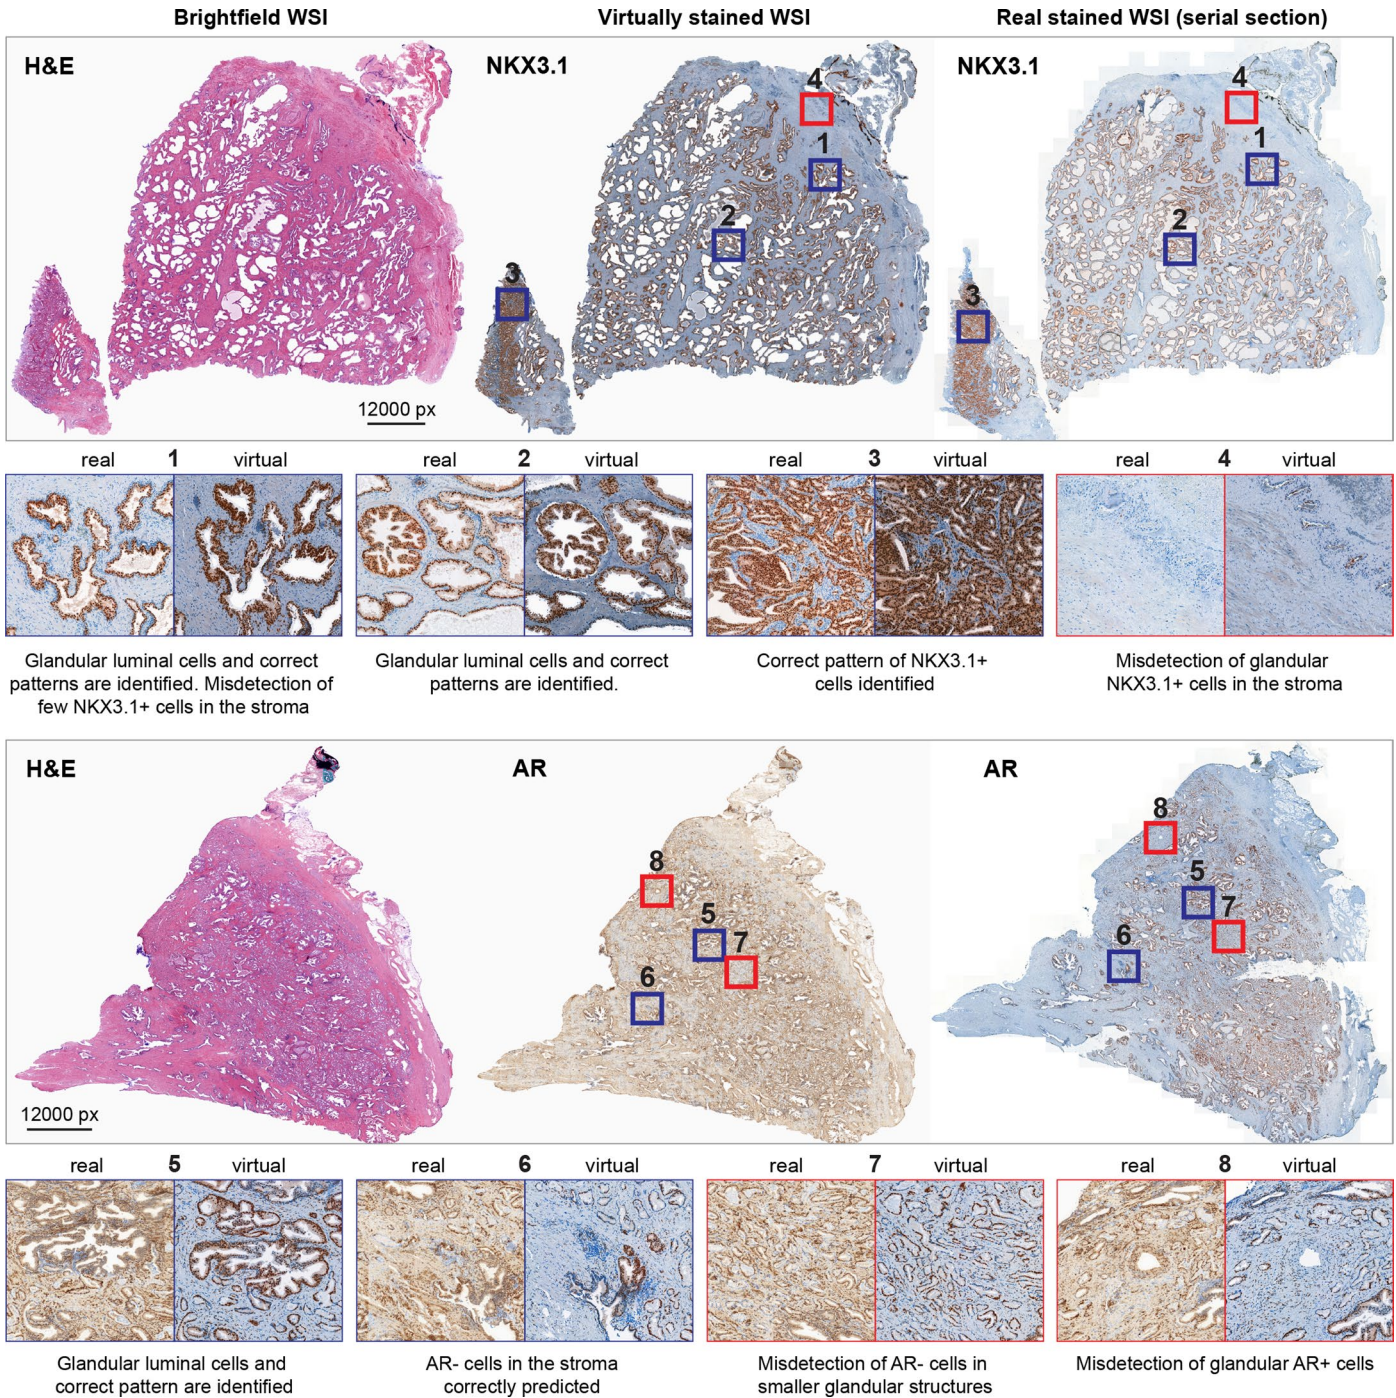 Brightfield WSI
Virtually stained WSI
Real stained WSI (serial section)
H&E
NKX3.1
NKX3.1
4
4
1
1
2
2
3
3
12000 px
real 1 virtual
real 2 virtual
real 3 virtual
real 4 virtual
Glandular luminal cells and correct
patterns are identified. Misdetection of
few NKX3.1+ cells in the stroma
Glandular luminal cells and correct
patterns are identified.
Correct pattern of NKX3.1+
cells identified
Misdetection of glandular
NKX3.1+ cells in the stroma
H&E
AR
AR
8
8
5
5
7
7
6
6
12000 px
real 5 virtual
real 6 virtual
real 7 virtual
real 8 virtual
Glandular luminal cells and
correct pattern are identified
AR- cells in the stroma
correctly predicted
Misdetection of AR- cells in
smaller glandular structures
Misdetection of glandular AR+ cells